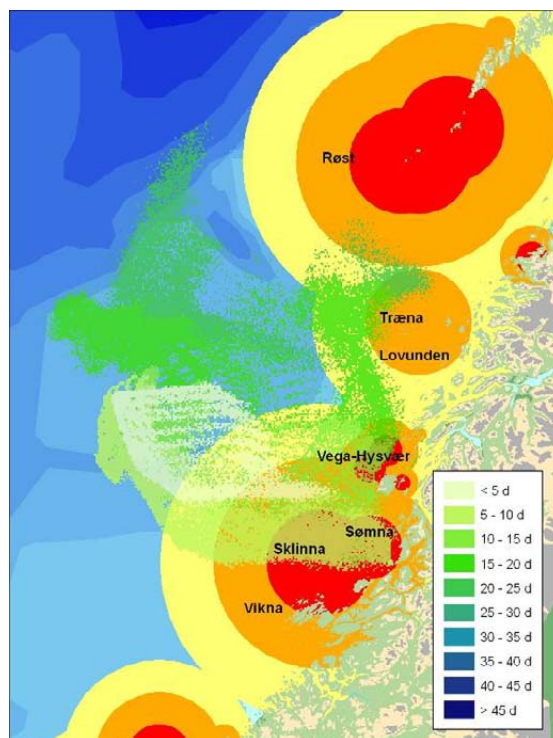 Røst
Træna
Lovunden
Vega-Hysvær
Sømna
Sklinna
Vikna
< 5 d
5 - 10 d
10 - 15 d
15 - 20 d
20 - 25 d
25 - 30 d
30 - 35 d
35 - 40 d
40 - 45 d
> 45 d